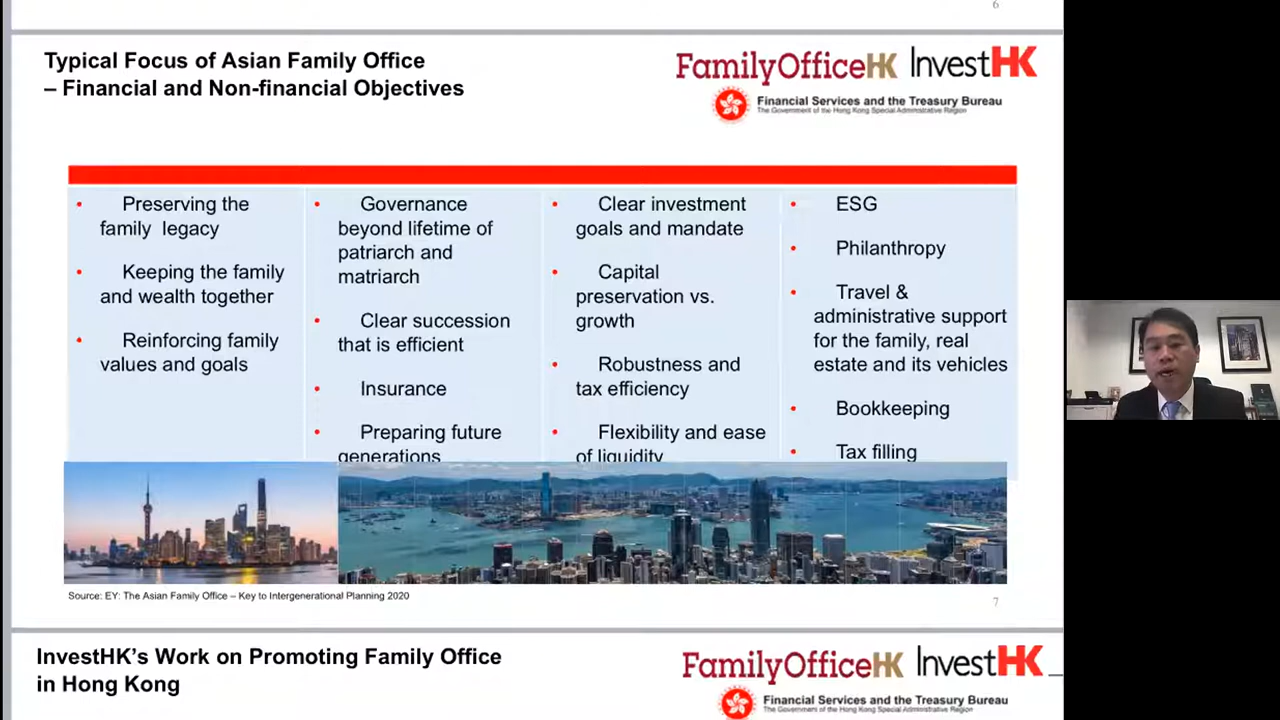 6
Typical Focus of Asian Family Office
– Financial and Non-financial Objectives
FamilyOfficeHK InvestHK
Financial Services and the Treasury Bureau
The Government of the Hong Kong Special Administrative Region
• Preserving the
family legacy
• Keeping the family
and wealth together
• Reinforcing family
values and goals
• Governance
beyond lifetime of
patriarch and
matriarch
• Clear succession
that is efficient
• Insurance
• Preparing future
generations
• Clear investment
goals and mandate
• Capital
preservation vs.
growth
• Robustness and
tax efficiency
• Flexibility and ease
of liquidity
• ESG
• Philanthropy
• Travel &
administrative support
for the family, real
estate and its vehicles
• Bookkeeping
• Tax filling
Source: EY: The Asian Family Office – Key to Intergenerational Planning 2020
7
InvestHK's Work on Promoting Family Office
in Hong Kong
FamilyOfficeHK InvestHK
Financial Services and the Treasury Bureau
The Government of the Hong Kong Special Administrative Region